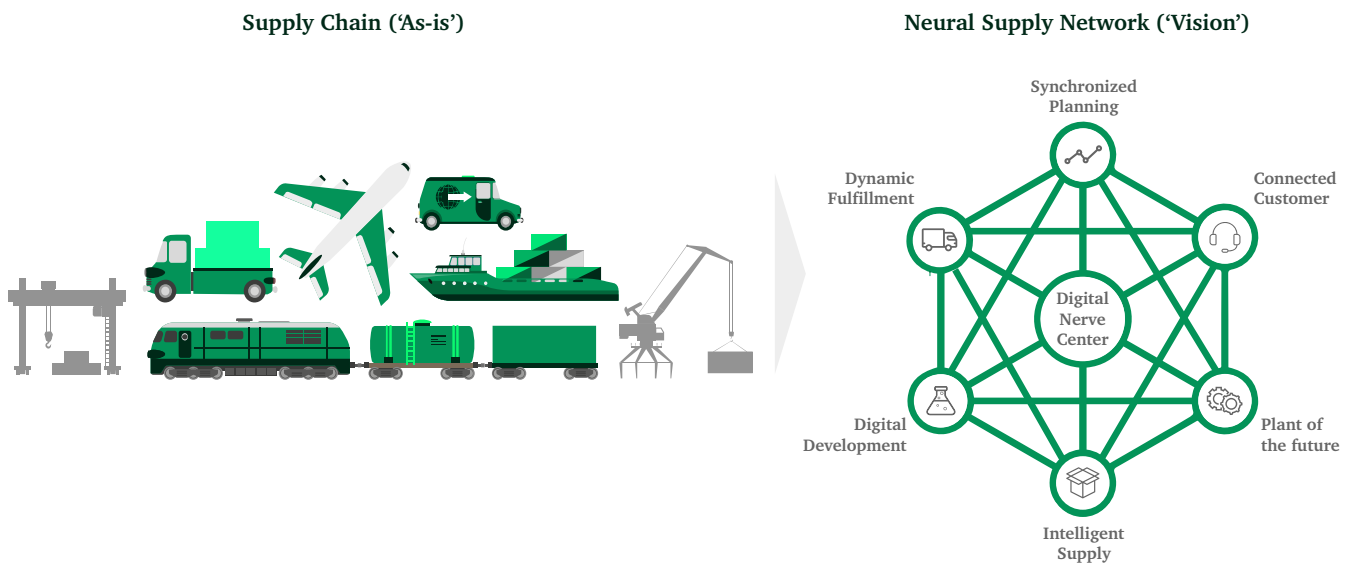 Supply Chain (‘As-is’)
Neural Supply Network (‘Vision’)
Synchronized
Planning
Dynamic
Fulfillment
Connected
Customer
Digital
Nerve
Center
Digital
Development
Plant of
the future
Intelligent
Supply